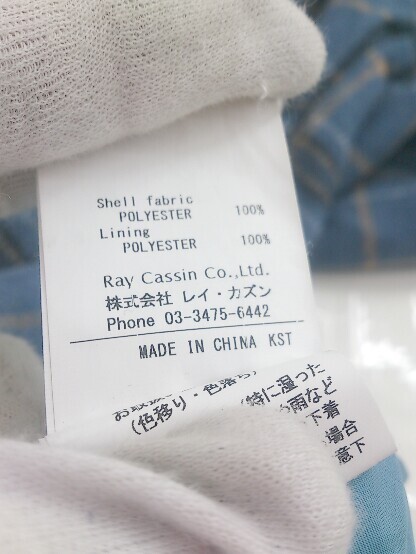 Shell fabric
POLYESTER 100%
Lining
POLYESTER 100%
Ray Cassin Co.,Ltd.
株式会社 レイ・カズン
Phone 03-3475-6442
MADE IN CHINA KST
(色移り・色落ち)
(特に湿った
雨など
下着
場合
意下